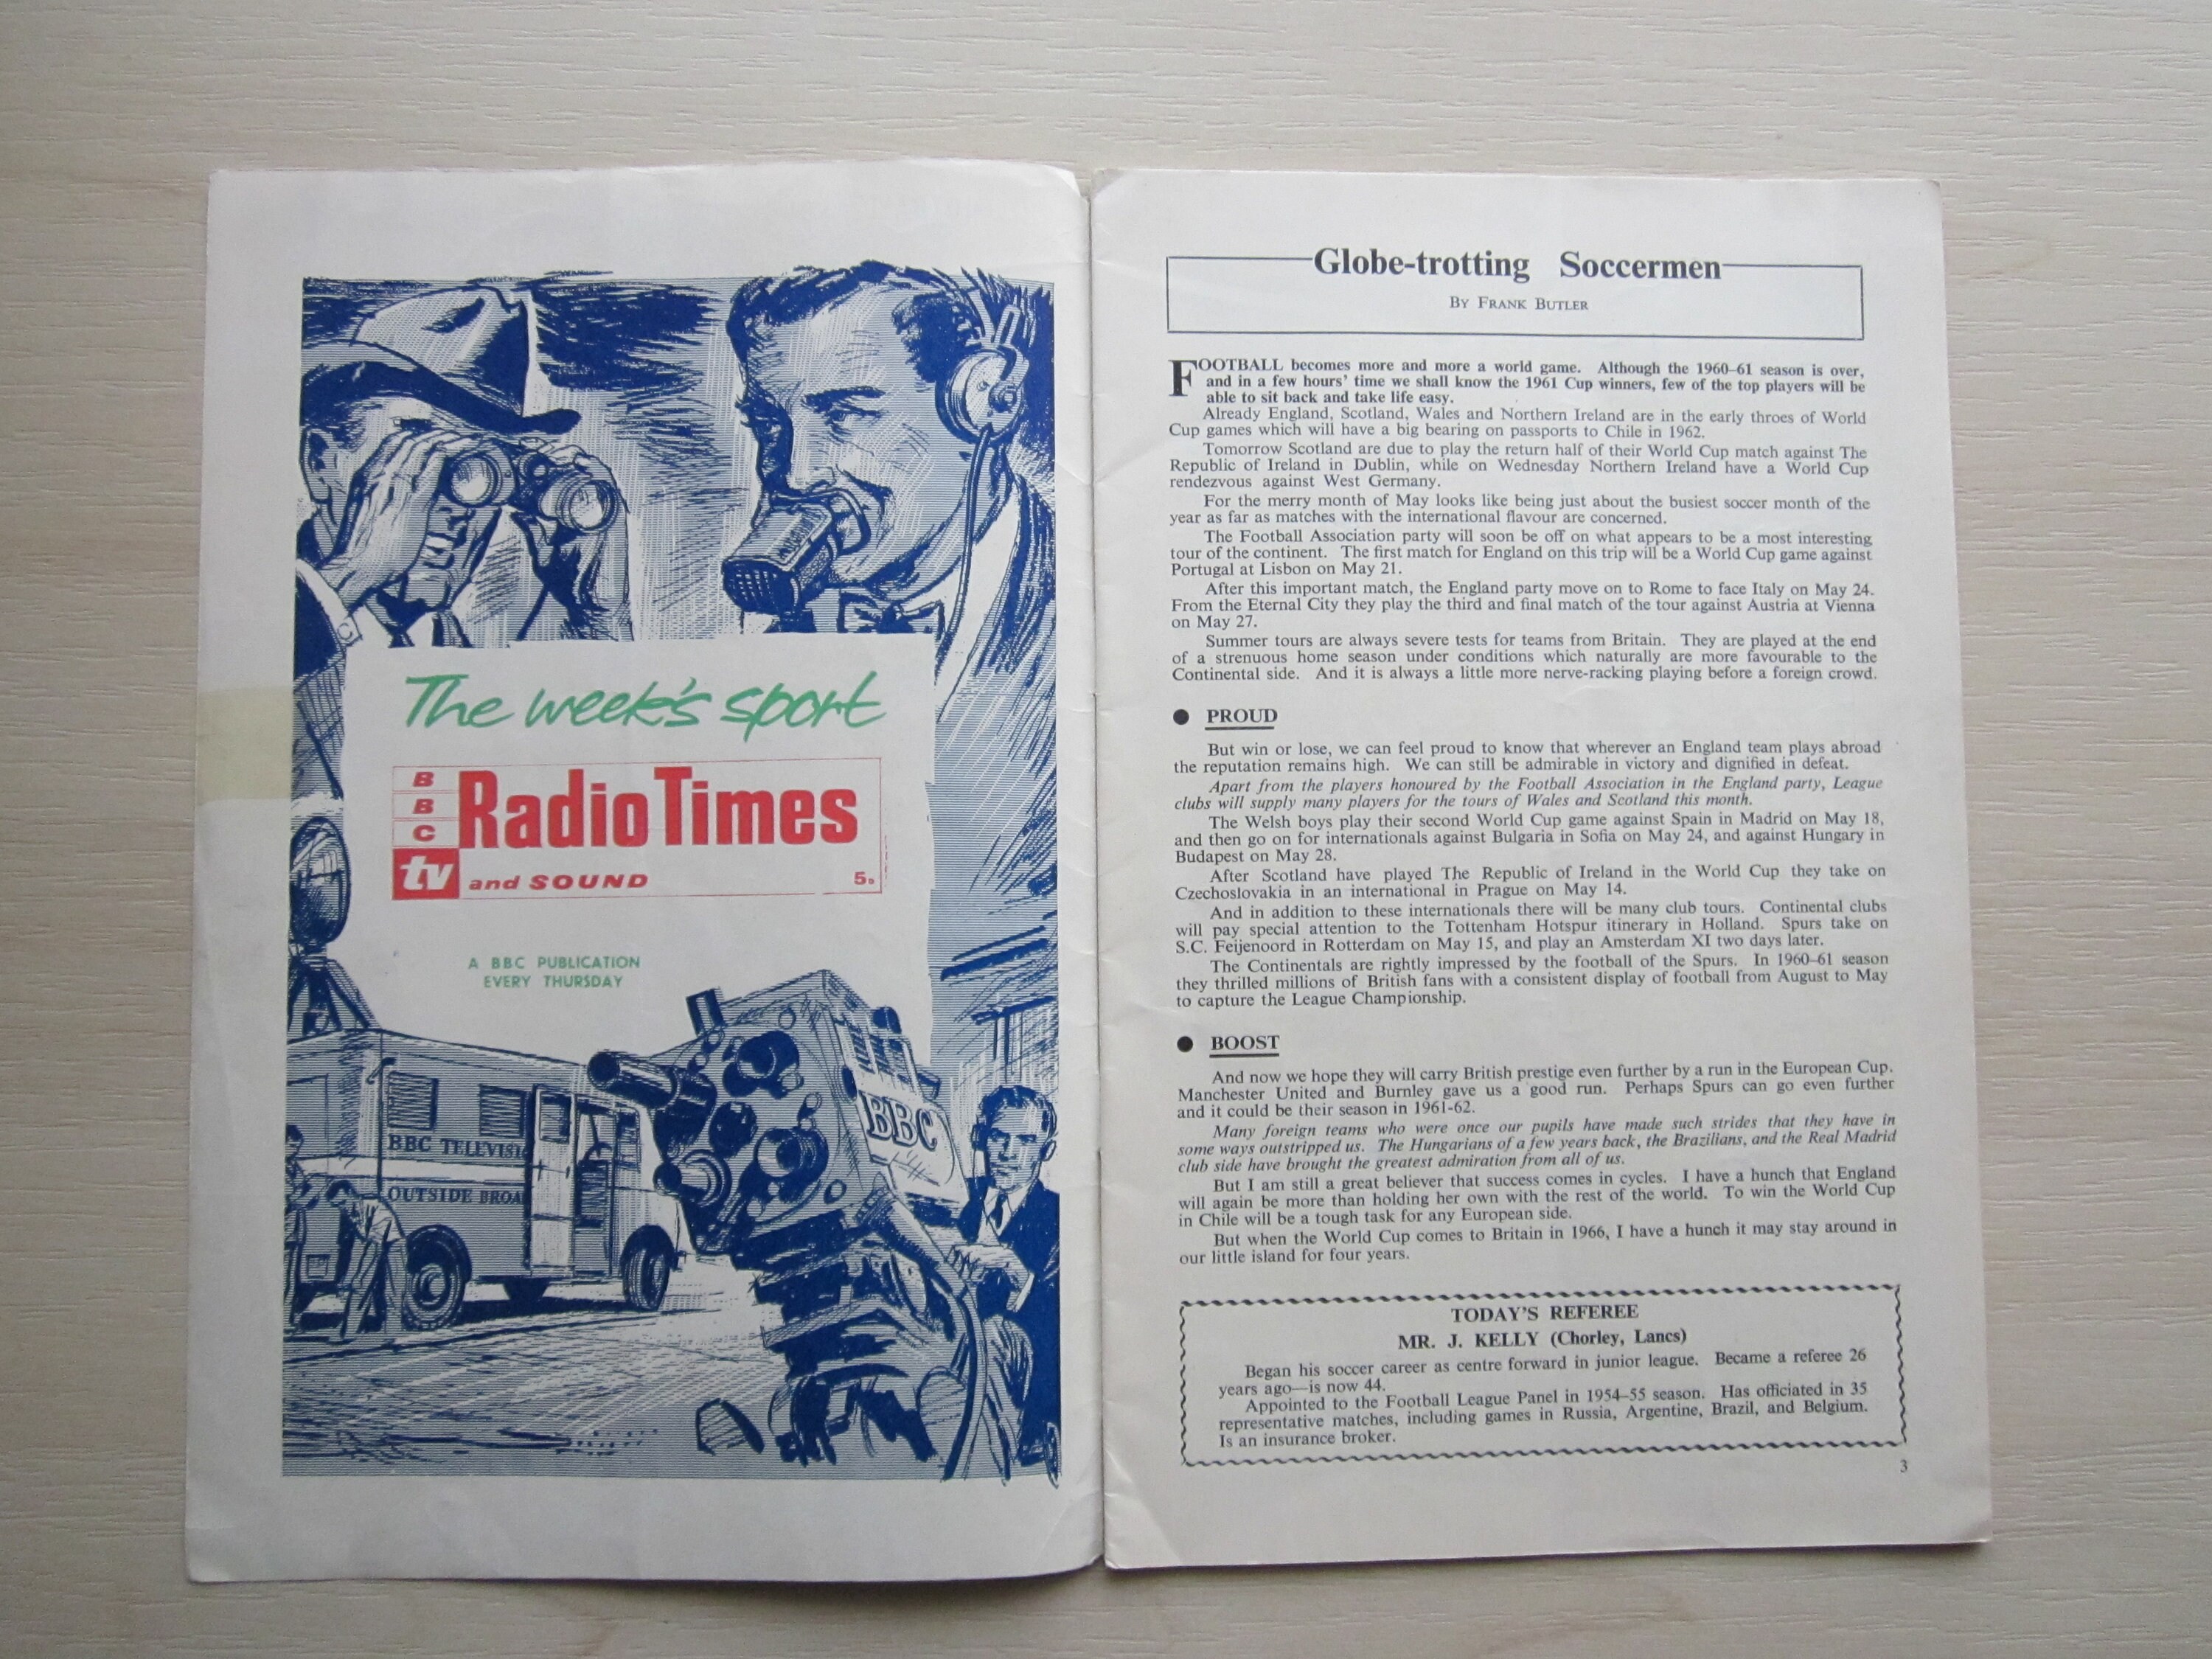 The week's sport
BBC Radio Times
tv and SOUND 5D
A BBC PUBLICATION
EVERY THURSDAY
BBC
BBC TELEVISI
OUTSIDE BROA
Globe-trotting Soccermen
BY FRANK BUTLER
FOOTBALL becomes more and more a world game. Although the 1960-61 season is over,
and in a few hours' time we shall know the 1961 Cup winners, few of the top players will be
able to sit back and take life easy.
Already England, Scotland, Wales and Northern Ireland are in the early throes of World
Cup games which will have a big bearing on passports to Chile in 1962.
Tomorrow Scotland are due to play the return half of their World Cup match against The
Republic of Ireland in Dublin, while on Wednesday Northern Ireland have a World Cup
rendezvous against West Germany.
For the merry month of May looks like being just about the busiest soccer month of the
year as far as matches with the international flavour are concerned.
The Football Association party will soon be off on what appears to be a most interesting
tour of the continent. The first match for England on this trip will be a World Cup game against
Portugal at Lisbon on May 21.
After this important match, the England party move on to Rome to face Italy on May 24.
From the Eternal City they play the third and final match of the tour against Austria at Vienna
on May 27.
Summer tours are always severe tests for teams from Britain. They are played at the end
of a strenuous home season under conditions which naturally are more favourable to the
Continental side. And it is always a little more nerve-racking playing before a foreign crowd.
● PROUD
But win or lose, we can feel proud to know that wherever an England team plays abroad
the reputation remains high. We can still be admirable in victory and dignified in defeat.
Apart from the players honoured by the Football Association in the England party, League
clubs will supply many players for the tours of Wales and Scotland this month.
The Welsh boys play their second World Cup game against Spain in Madrid on May 18,
and then go on for internationals against Bulgaria in Sofia on May 24, and against Hungary in
Budapest on May 28.
After Scotland have played The Republic of Ireland in the World Cup they take on
Czechoslovakia in an international in Prague on May 14.
And in addition to these internationals there will be many club tours. Continental clubs
will pay special attention to the Tottenham Hotspur itinerary in Holland. Spurs take on
S.C. Feijenoord in Rotterdam on May 15, and play an Amsterdam XI two days later.
The Continentals are rightly impressed by the football of the Spurs. In 1960-61 season
they thrilled millions of British fans with a consistent display of football from August to May
to capture the League Championship.
● BOOST
And now we hope they will carry British prestige even further by a run in the European Cup.
Manchester United and Burnley gave us a good run. Perhaps Spurs can go even further
and it could be their season in 1961-62.
Many foreign teams who were once our pupils have made such strides that they have in
some ways outstripped us. The Hungarians of a few years back, the Brazilians, and the Real Madrid
club side have brought the greatest admiration from all of us.
But I am still a great believer that success comes in cycles. I have a hunch that England
will again be more than holding her own with the rest of the world. To win the World Cup
in Chile will be a tough task for any European side.
But when the World Cup comes to Britain in 1966, I have a hunch it may stay around in
our little island for four years.
TODAY'S REFEREE
MR. J. KELLY (Chorley, Lancs)
Began his soccer career as centre forward in junior league. Became a referee 26
years ago—is now 44.
Appointed to the Football League Panel in 1954-55 season. Has officiated in 35
representative matches, including games in Russia, Argentine, Brazil, and Belgium.
Is an insurance broker.
3